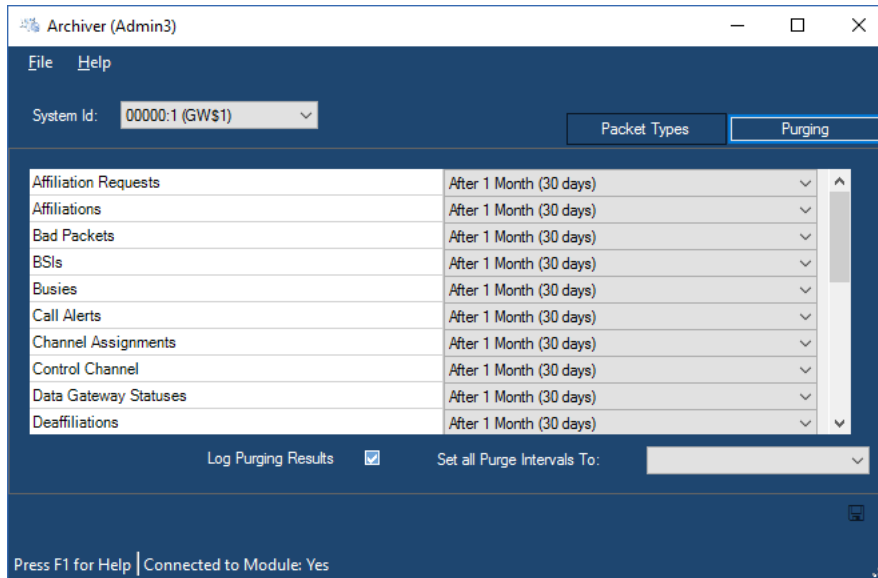 Archiver (Admin3)
File Help
System Id: 00000:1 (GW$1)
Packet Types Purging
Affiliation Requests After 1 Month (30 days)
Affiliations After 1 Month (30 days)
Bad Packets After 1 Month (30 days)
BSIs After 1 Month (30 days)
Busies After 1 Month (30 days)
Call Alerts After 1 Month (30 days)
Channel Assignments After 1 Month (30 days)
Control Channel After 1 Month (30 days)
Data Gateway Statuses After 1 Month (30 days)
Deaffiliations After 1 Month (30 days)
Log Purging Results Set all Purge Intervals To:
Press F1 for Help Connected to Module: Yes